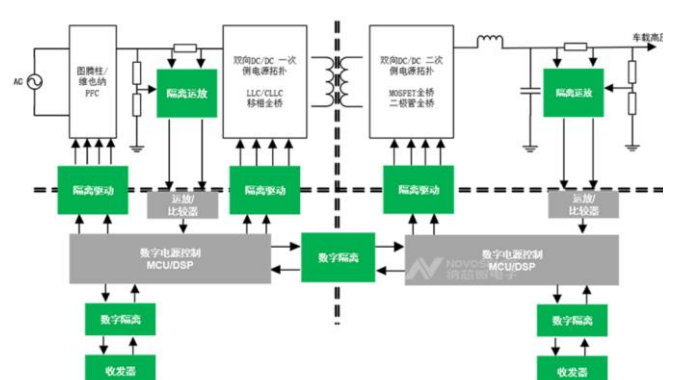 AC
图腾柱/
维也纳
PFC
隔离运放
双向DC/DC 一次
侧电源拓扑
LLC/CLLC
移相全桥
双向DC/DC 二次
侧电源拓扑
MOSFET全桥
二极管全桥
车载高压
隔离运放
隔离驱动
运放/
比较器
隔离驱动
隔离驱动
运放/
比较器
数字电源控制
MCU/DSP
数字隔离
数字电源控制
MCU/DSP
NOVOS
纳芯微电子
数字隔离
收发器
数字隔离
收发器